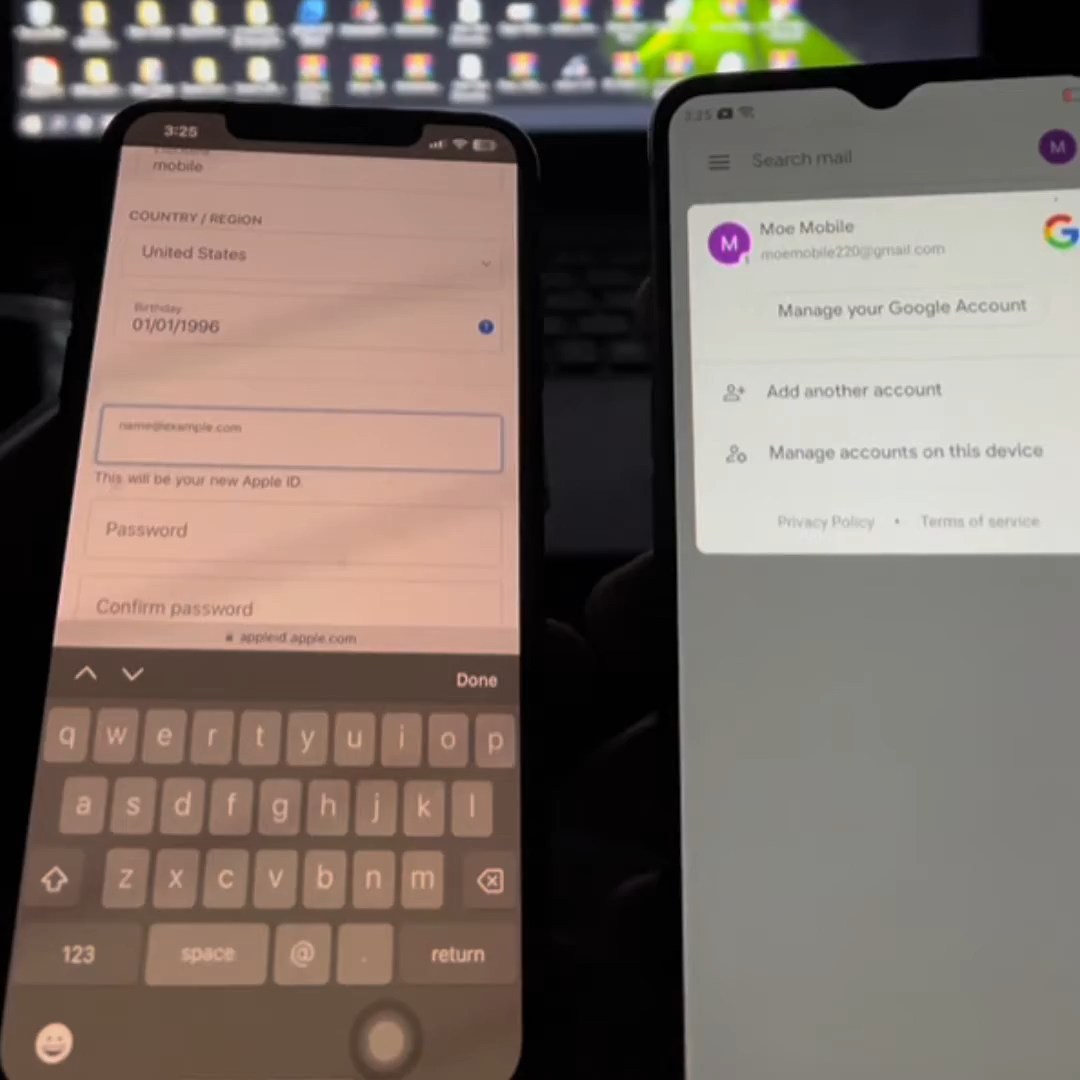 3:25
mobile
COUNTRY / REGION
United States
Birthday
01/01/1996
name@example.com
This will be your new Apple ID.
Password
Confirm password
appleid.apple.com
Done
q w e r t y u i o p
a s d f g h j k l
z x c v b n m
123 space @ . return
3:25
Search mail
M
M
Moe Mobile
moemobile220@gmail.com
G
Manage your Google Account
Add another account
Manage accounts on this device
Privacy Policy • Terms of service